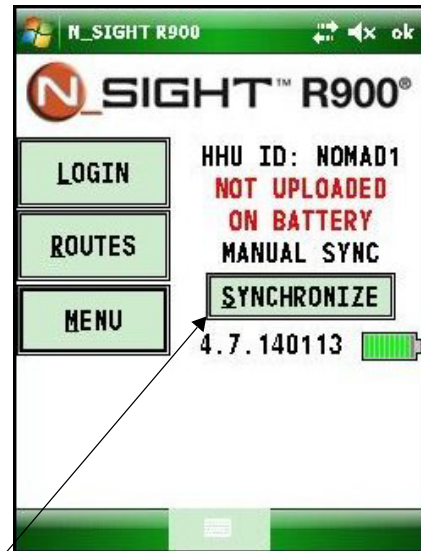 N_SIGHT R900 ok
N_SIGHT™ R900®
LOGIN
ROUTES
MENU
HHU ID: NOMAD1
NOT UPLOADED
ON BATTERY
MANUAL SYNC
SYNCHRONIZE
4.7.140113